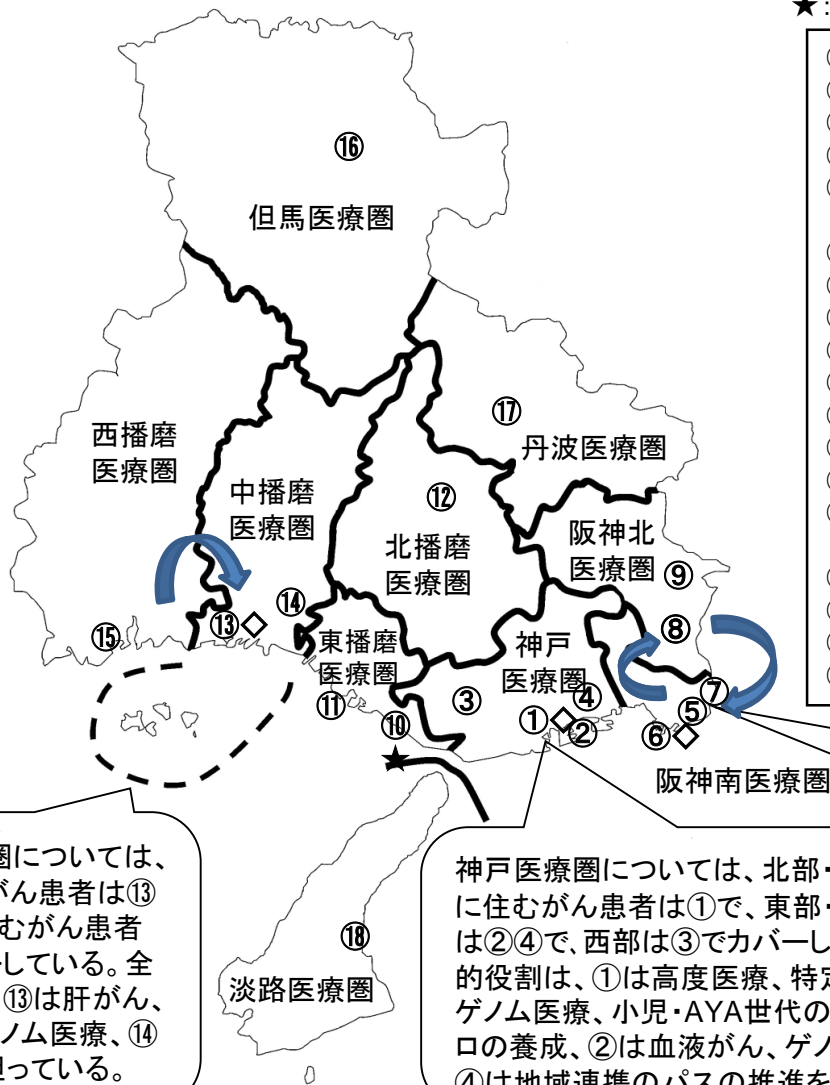 ★:
⑯
但馬医療圏
西播磨
医療圏
⑰
丹波医療圏
中播磨
医療圏
⑫
北播磨
医療圏
阪神北
医療圏
⑨
⑧
⑭
⑬
⑮
東播磨
医療圏
神戸
医療圏
④
③
①
②
⑦
⑤
⑥
⑪
⑩
★
阪神南医療圏
圏については、
がん患者は⑬
むがん患者
している。全
⑬は肝がん、
ノム医療、⑭
担っている。
⑱
淡路医療圏
神戸医療圏については、北部・
に住むがん患者は①で、東部・
は②④で、西部は③でカバーし
的役割は、①は高度医療、特定
ゲノム医療、小児・AYA世代の
ロの養成、②は血液がん、ゲノ
④は地域連携のパスの推進を